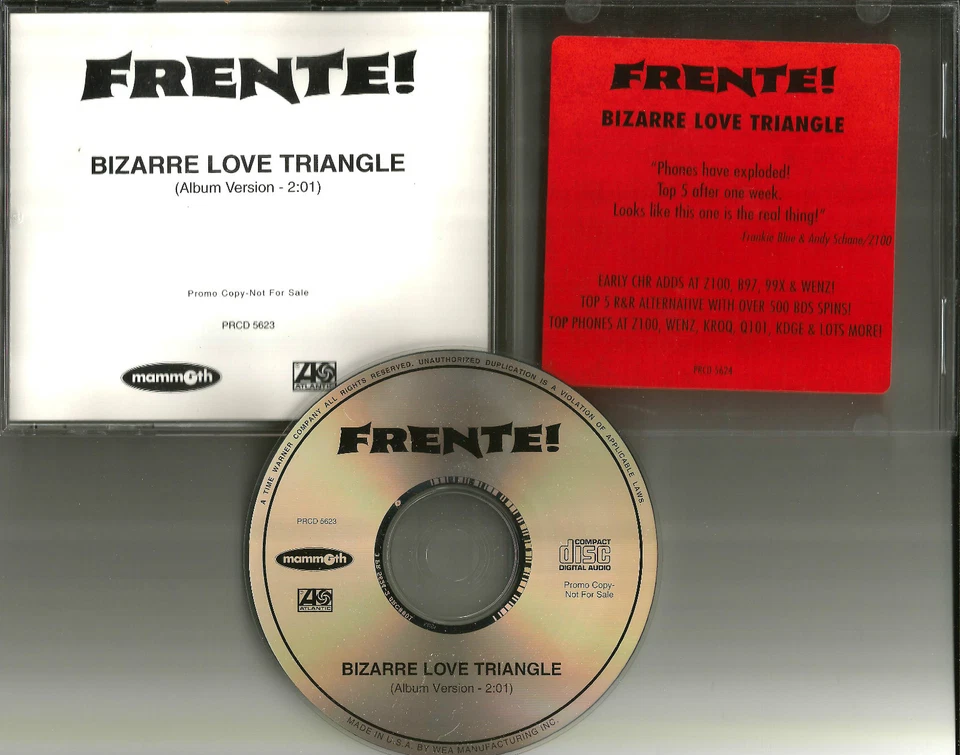 FRENTE!
BIZARRE LOVE TRIANGLE
(Album Version - 2:01)
Promo Copy-Not For Sale
PRCD 5623
mammoth
ATLANTIC
FRENTE!
BIZARRE LOVE TRIANGLE
"Phones have exploded!
Top 5 after one week.
Looks like this one is the real thing!"
Frankie Blue & Andy Schane/Z100
EARLY CHR ADDS AT Z100, B97, 99X & WENZ!
TOP 5 R&R ALTERNATIVE WITH OVER 500 BDS SPINS!
TOP PHONES AT Z100, WENZ, KROQ, Q101, KDGE & LOTS MORE!
PRCD 5624
A TIME WARNER COMPANY ALL RIGHTS RESERVED. UNAUTHORIZED DUPLICATION IS A VIOLATION OF APPLICABLE LAWS
FRENTE!
PRCD 5623
mammoth
ATLANTIC
COMPACT
disc
DIGITAL AUDIO
Promo Copy-
Not For Sale
BIZARRE LOVE TRIANGLE
(Album Version - 2:01)
MADE IN U.S.A. BY WEA MANUFACTURING INC.